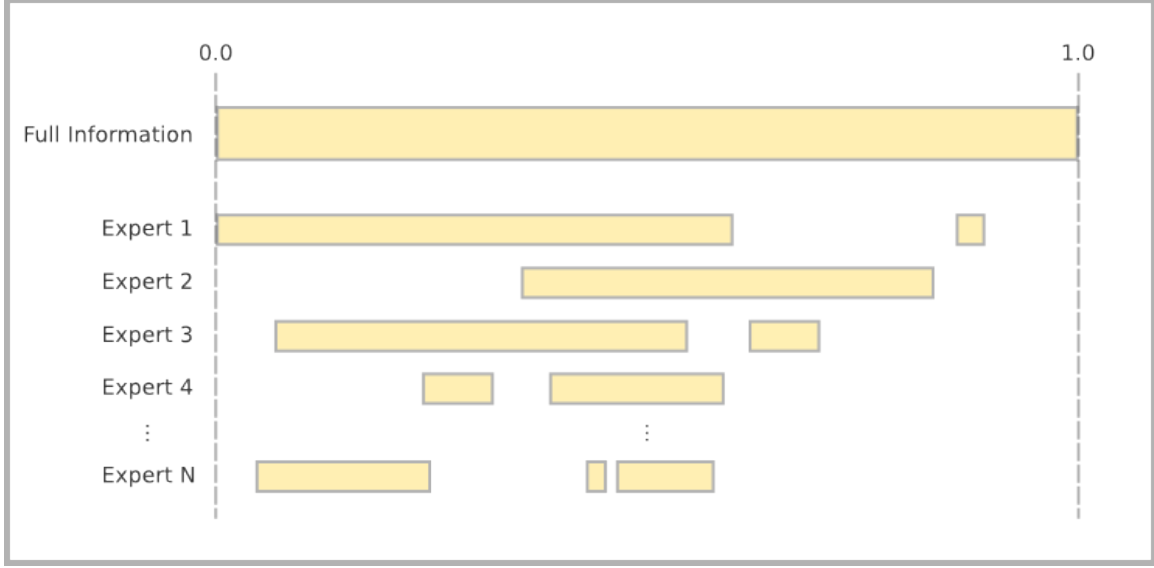 0.0 1.0
Full Information
Expert 1
Expert 2
Expert 3
Expert 4
⋮ ⋮
Expert N